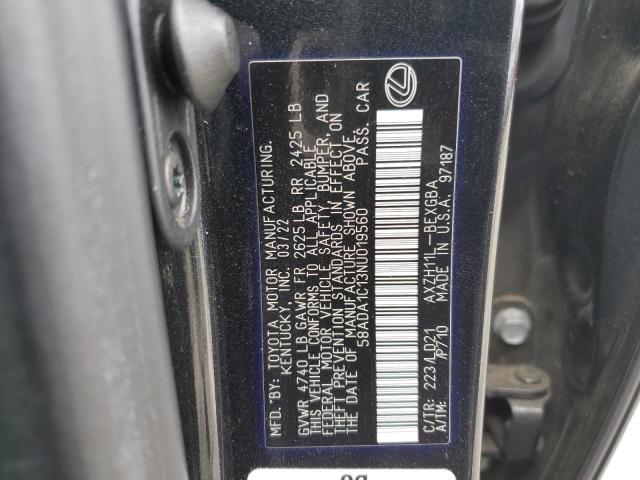 MFD. BY: TOYOTA MOTOR MANUFACTURING,
KENTUCKY, INC. 03/22
GVWR 4740 LB GAWR FR 2625 LB RR 2425 LB
THIS VEHICLE CONFORMS TO ALL APPLICABLE
FEDERAL MOTOR VEHICLE SAFETY, BUMPER, AND
THEFT PREVENTION STANDARDS IN EFFECT ON
THE DATE OF MANUFACTURE SHOWN ABOVE.
58ADA1C13NU019560 PASS. CAR
C/TR: 223/LD21 AXZH11L-BEXGBA
A/TM: /P710 MADE IN U.S.A. 97187